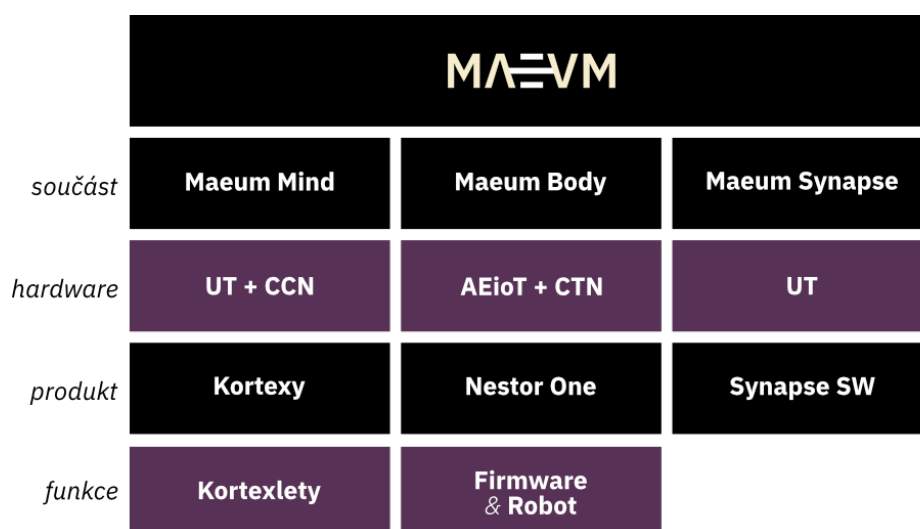 MAEVM
součást
Maeum Mind
Maeum Body
Maeum Synapse
hardware
UT + CCN
AEioT + CTN
UT
produkt
Kortexy
Nestor One
Synapse SW
funkce
Kortexlety
Firmware
& Robot